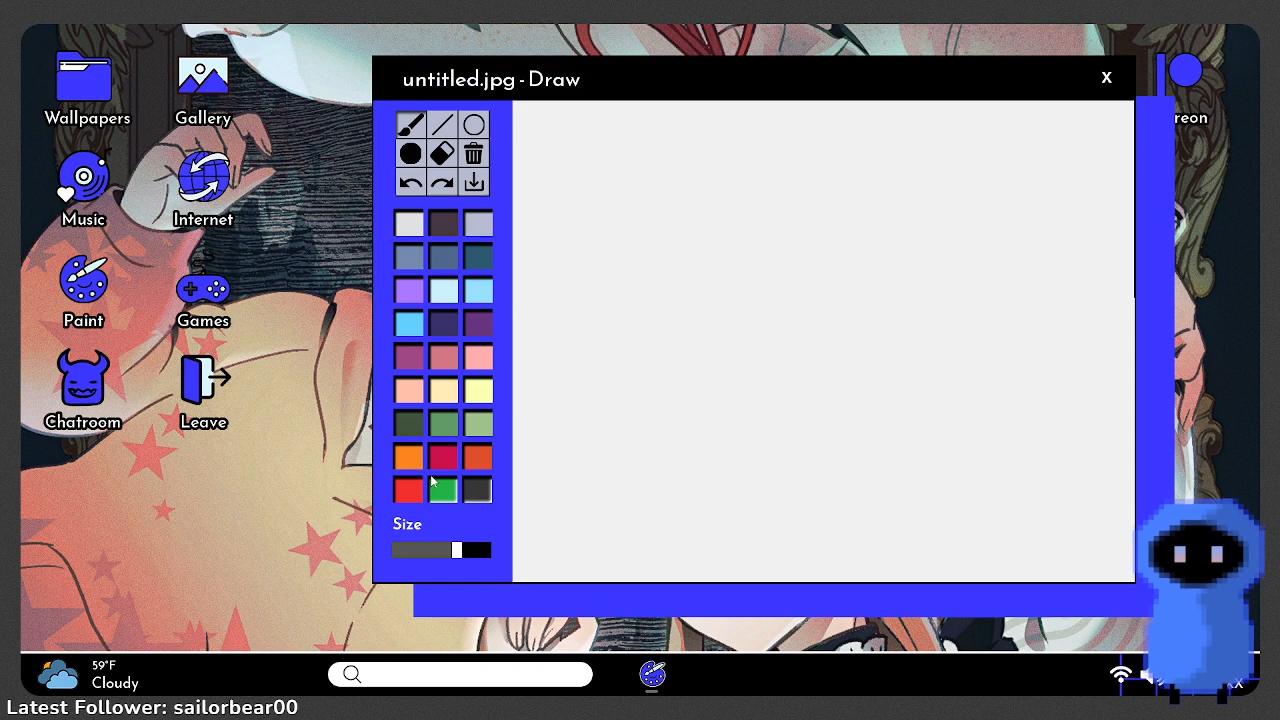 untitled.jpg - Draw
x
Wallpapers
Gallery
reon
Music
Internet
Paint
Games
Chatroom
Leave
Size
59°F
Cloudy
Latest Follower: sailorbear00